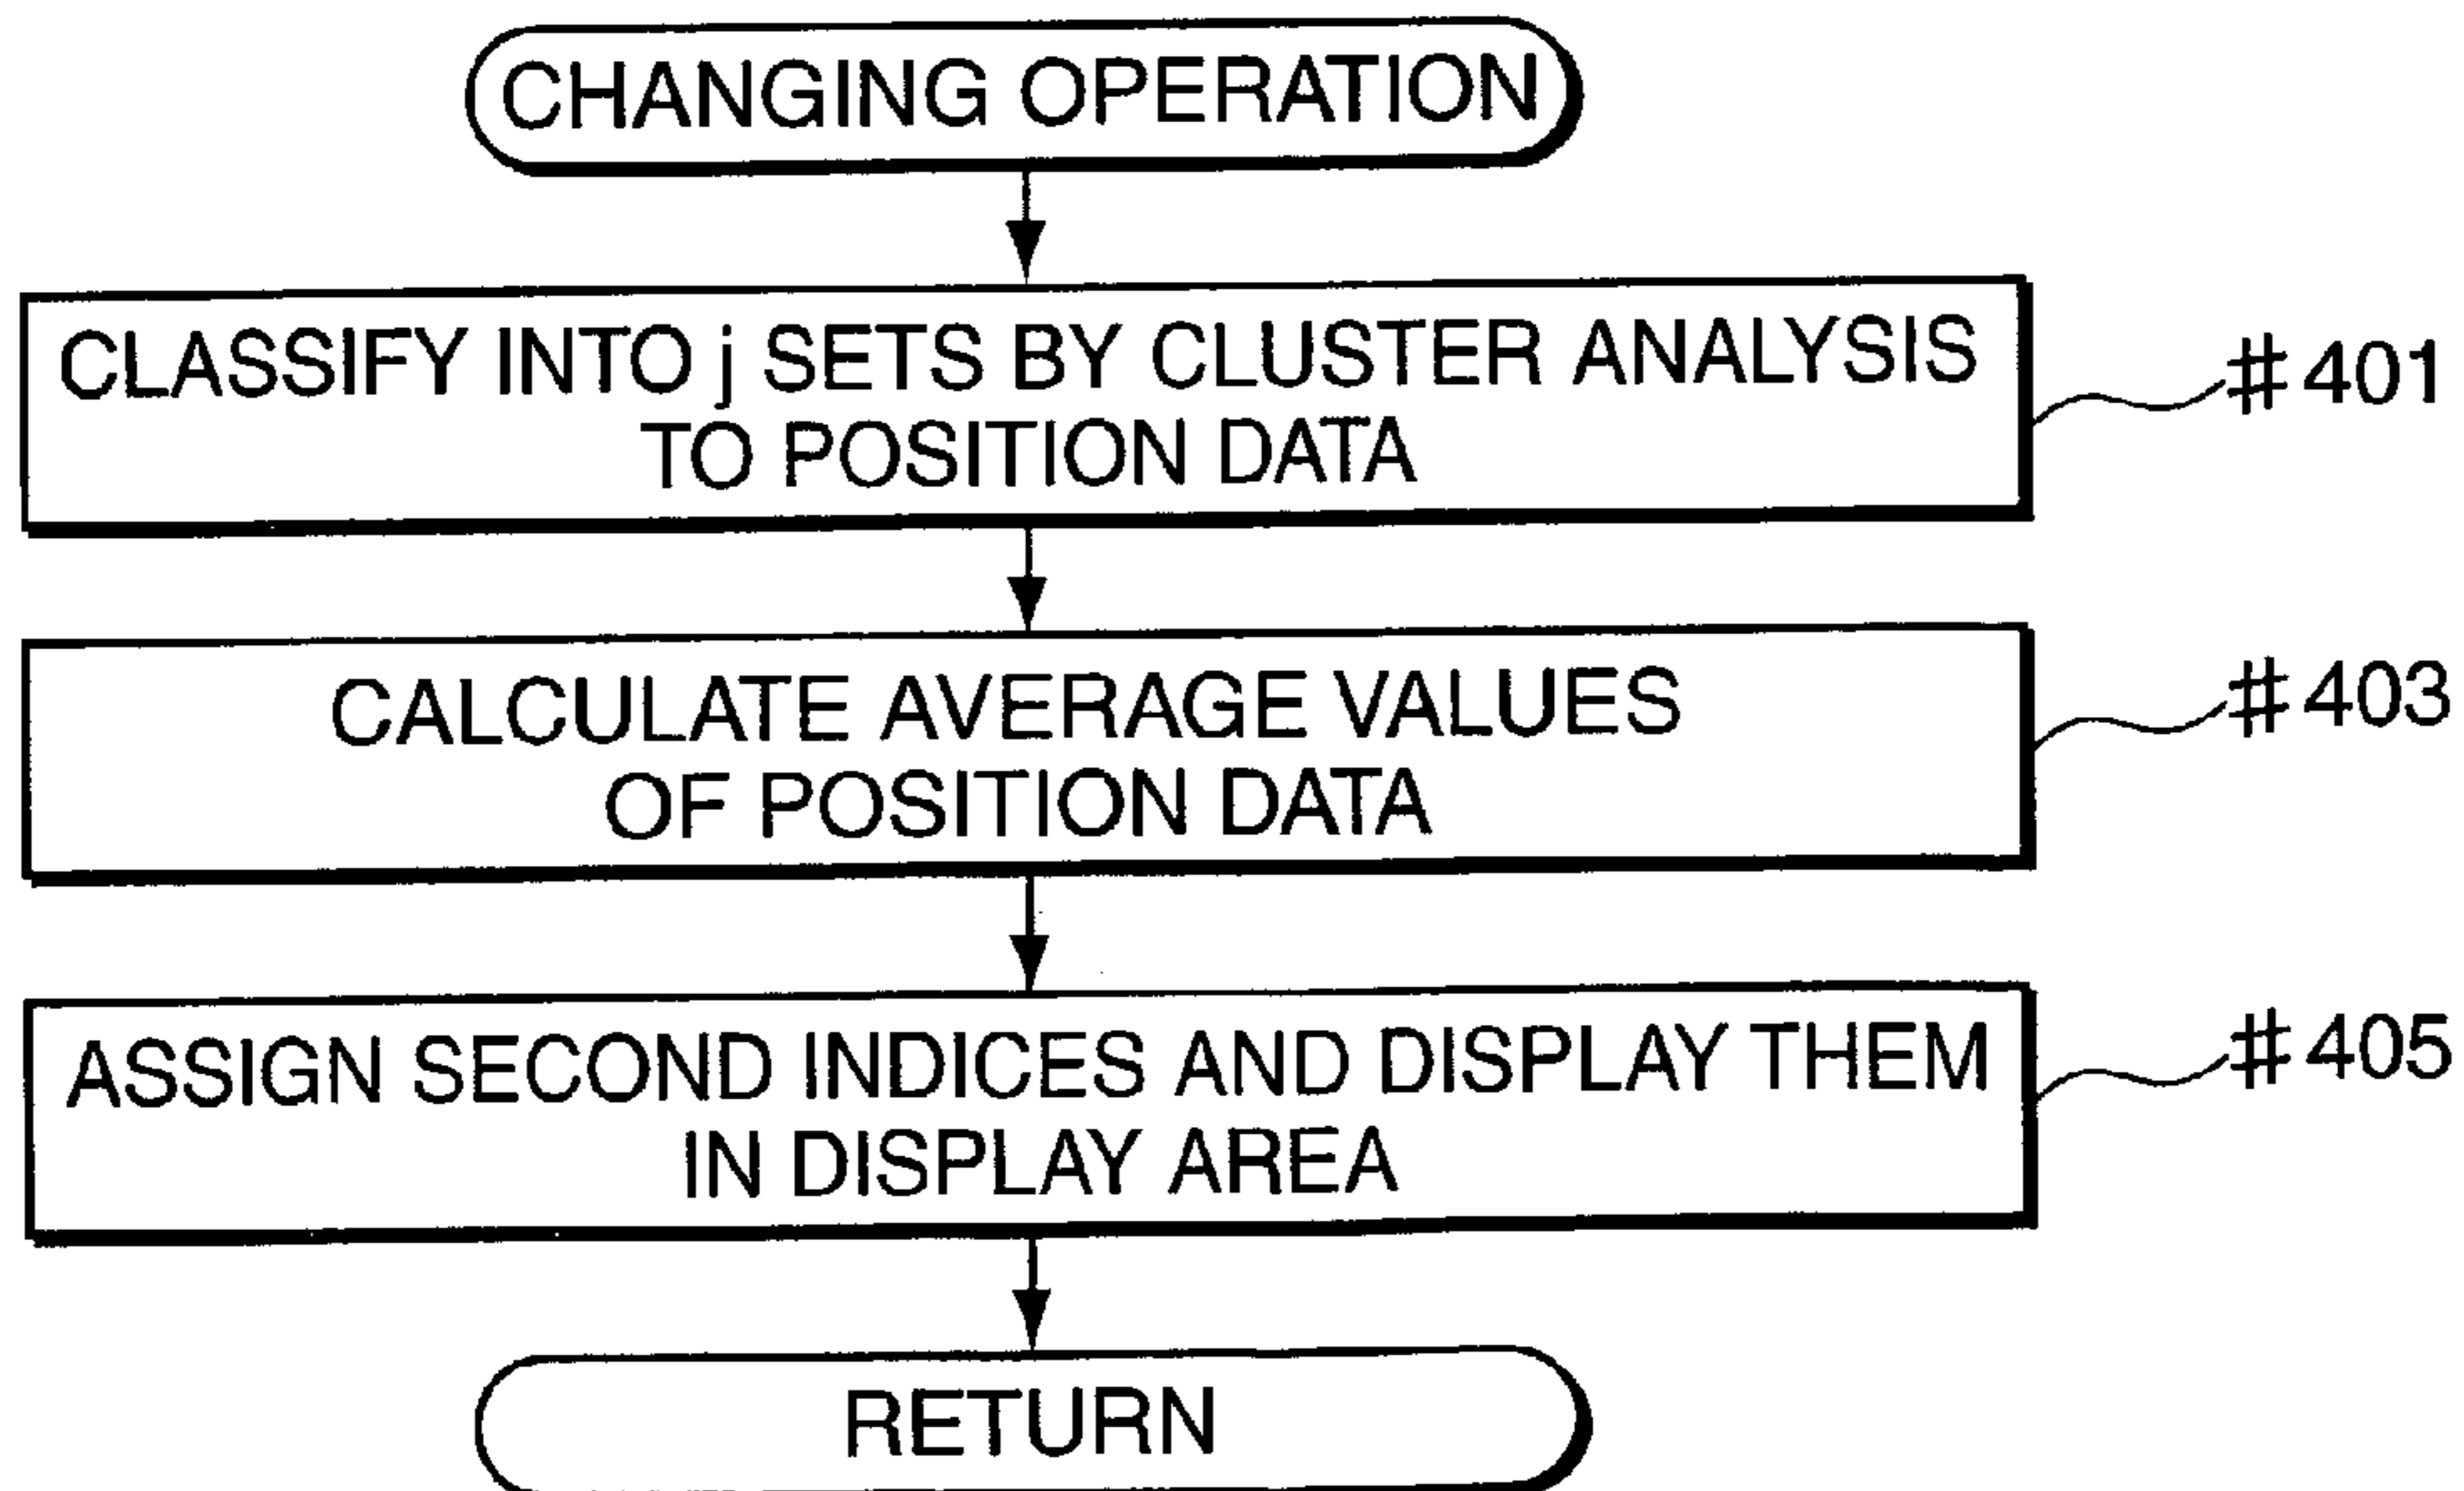 CHANGING OPERATION
CLASSIFY INTO j SETS BY CLUSTER ANALYSIS
TO POSITION DATA
#401
CALCULATE AVERAGE VALUES
OF POSITION DATA
#403
ASSIGN SECOND INDICES AND DISPLAY THEM
IN DISPLAY AREA
#405
RETURN